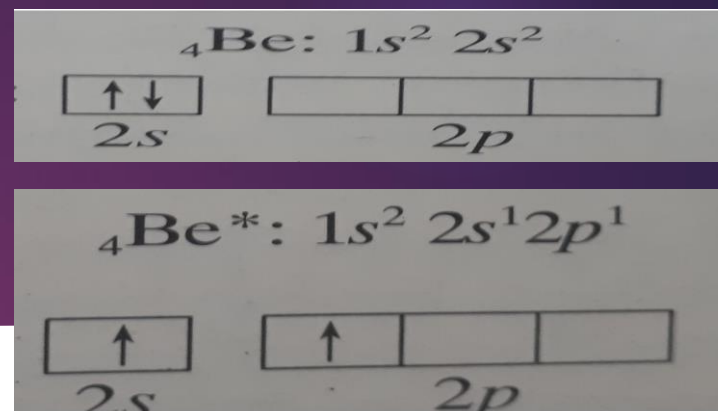 ₄Be: 1s² 2s²
↑ ↓
2s 2p
₄Be*: 1s² 2s¹2p¹
↑ ↑
2s 2p